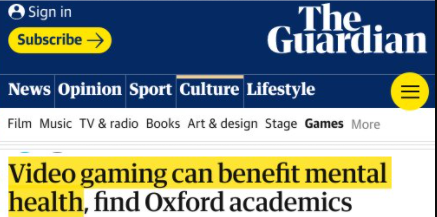 Sign in
The
Subscribe →
Guardian
News Opinion Sport Culture Lifestyle
Film Music TV & radio Books Art & design Stage Games More
Video gaming can benefit mental
health, find Oxford academics